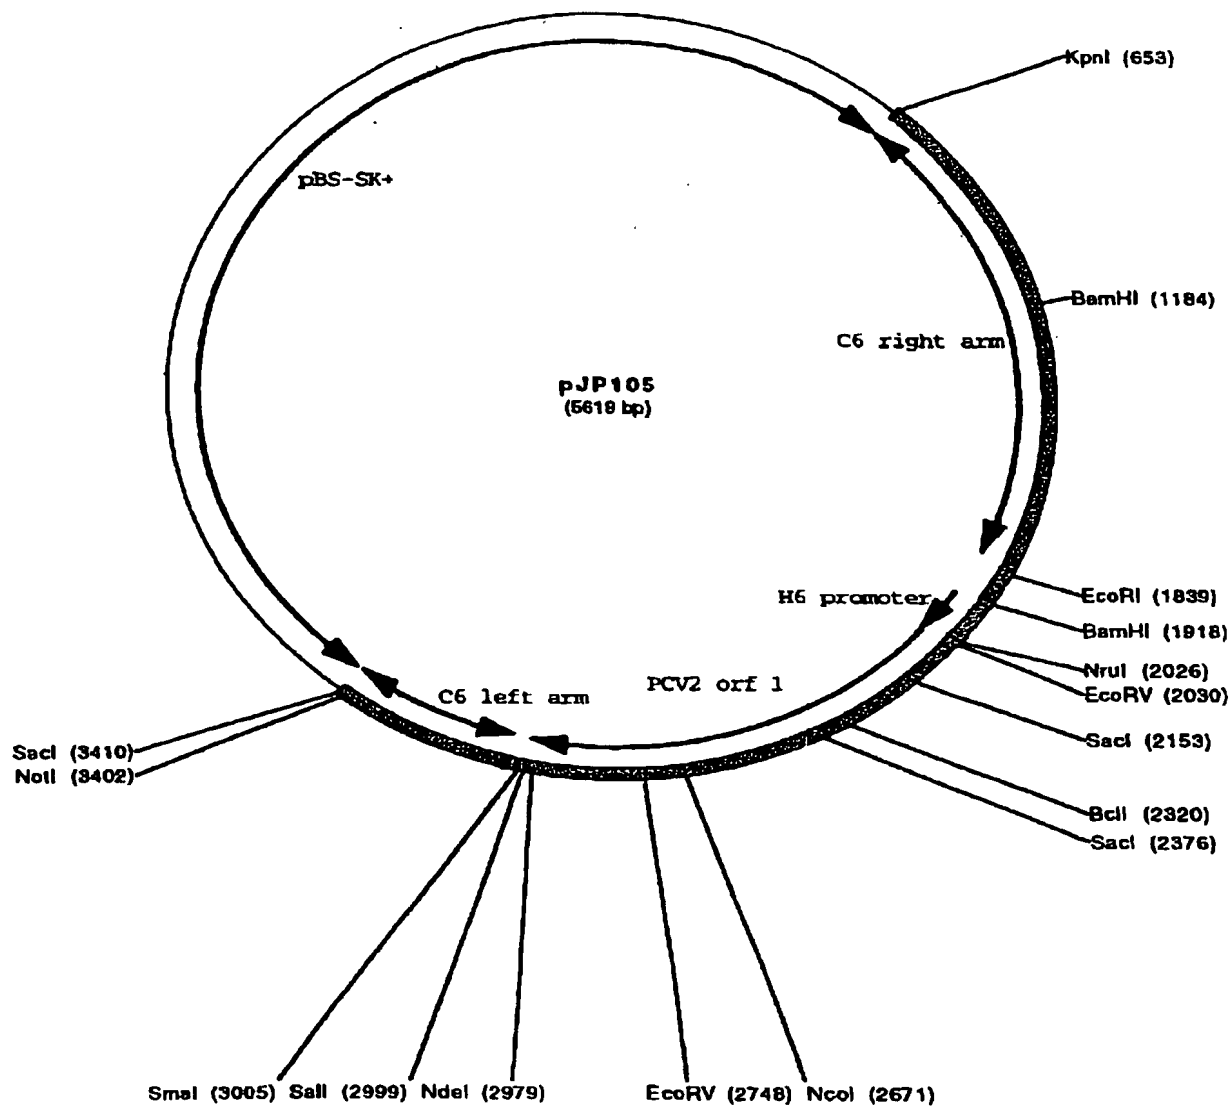 KpnI (653)
pBS-SK+
BamHI (1184)
C6 right arm
pJP105
(5619 bp)
H6 promoter
EcoRI (1839)
BamHI (1918)
NruI (2026)
EcoRV (2030)
PCV2 orf 1
C6 left arm
SacI (2153)
SacI (3410)
NotI (3402)
BclI (2320)
SacI (2376)
SmaI (3005) SalI (2999) NdeI (2979) EcoRV (2748) NcoI (2671)